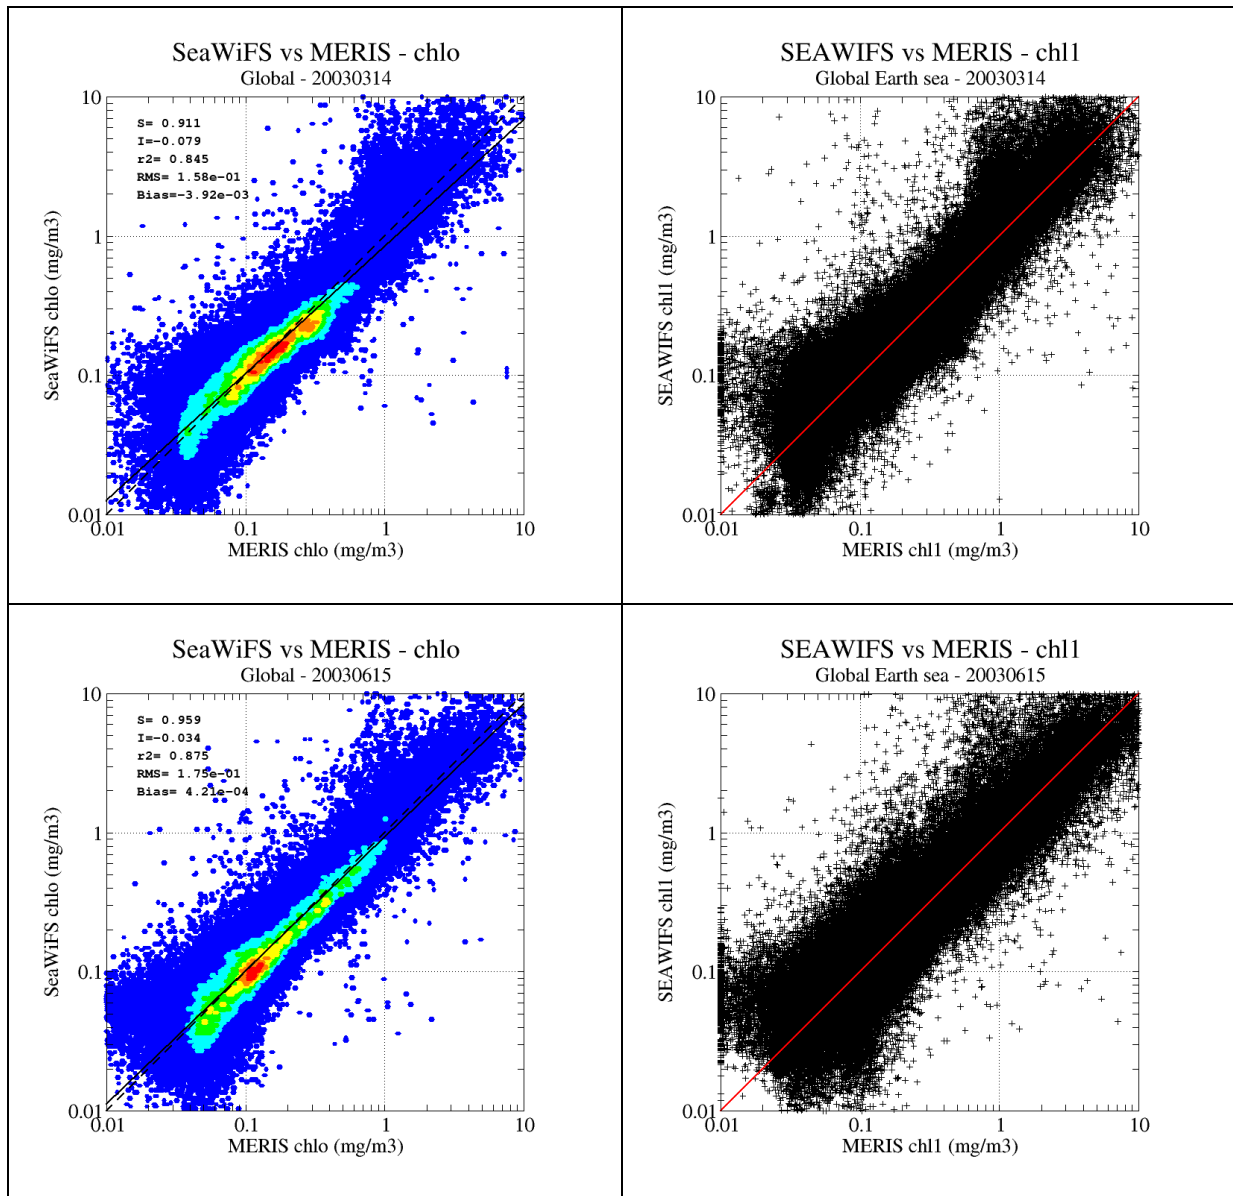 SeaWiFS vs MERIS - chlo
Global - 20030314
10
S= 0.911
I=-0.079
r2= 0.845
RMS= 1.58e-01
Bias=-3.92e-03
1
0.1
0.01
SeaWiFS chlo (mg/m3)
0.01 0.1 1 10
MERIS chlo (mg/m3)
SEAWIFS vs MERIS - chl1
Global Earth sea - 20030314
10
1
0.1
0.01
SEAWIFS chl1 (mg/m3)
0.01 0.1 1 10
MERIS chl1 (mg/m3)
SeaWiFS vs MERIS - chlo
Global - 20030615
10
S= 0.959
I=-0.034
r2= 0.875
RMS= 1.75e-01
Bias= 4.21e-04
1
0.1
0.01
SeaWiFS chlo (mg/m3)
0.01 0.1 1 10
MERIS chlo (mg/m3)
SEAWIFS vs MERIS - chl1
Global Earth sea - 20030615
10
1
0.1
0.01
SEAWIFS chl1 (mg/m3)
0.01 0.1 1 10
MERIS chl1 (mg/m3)